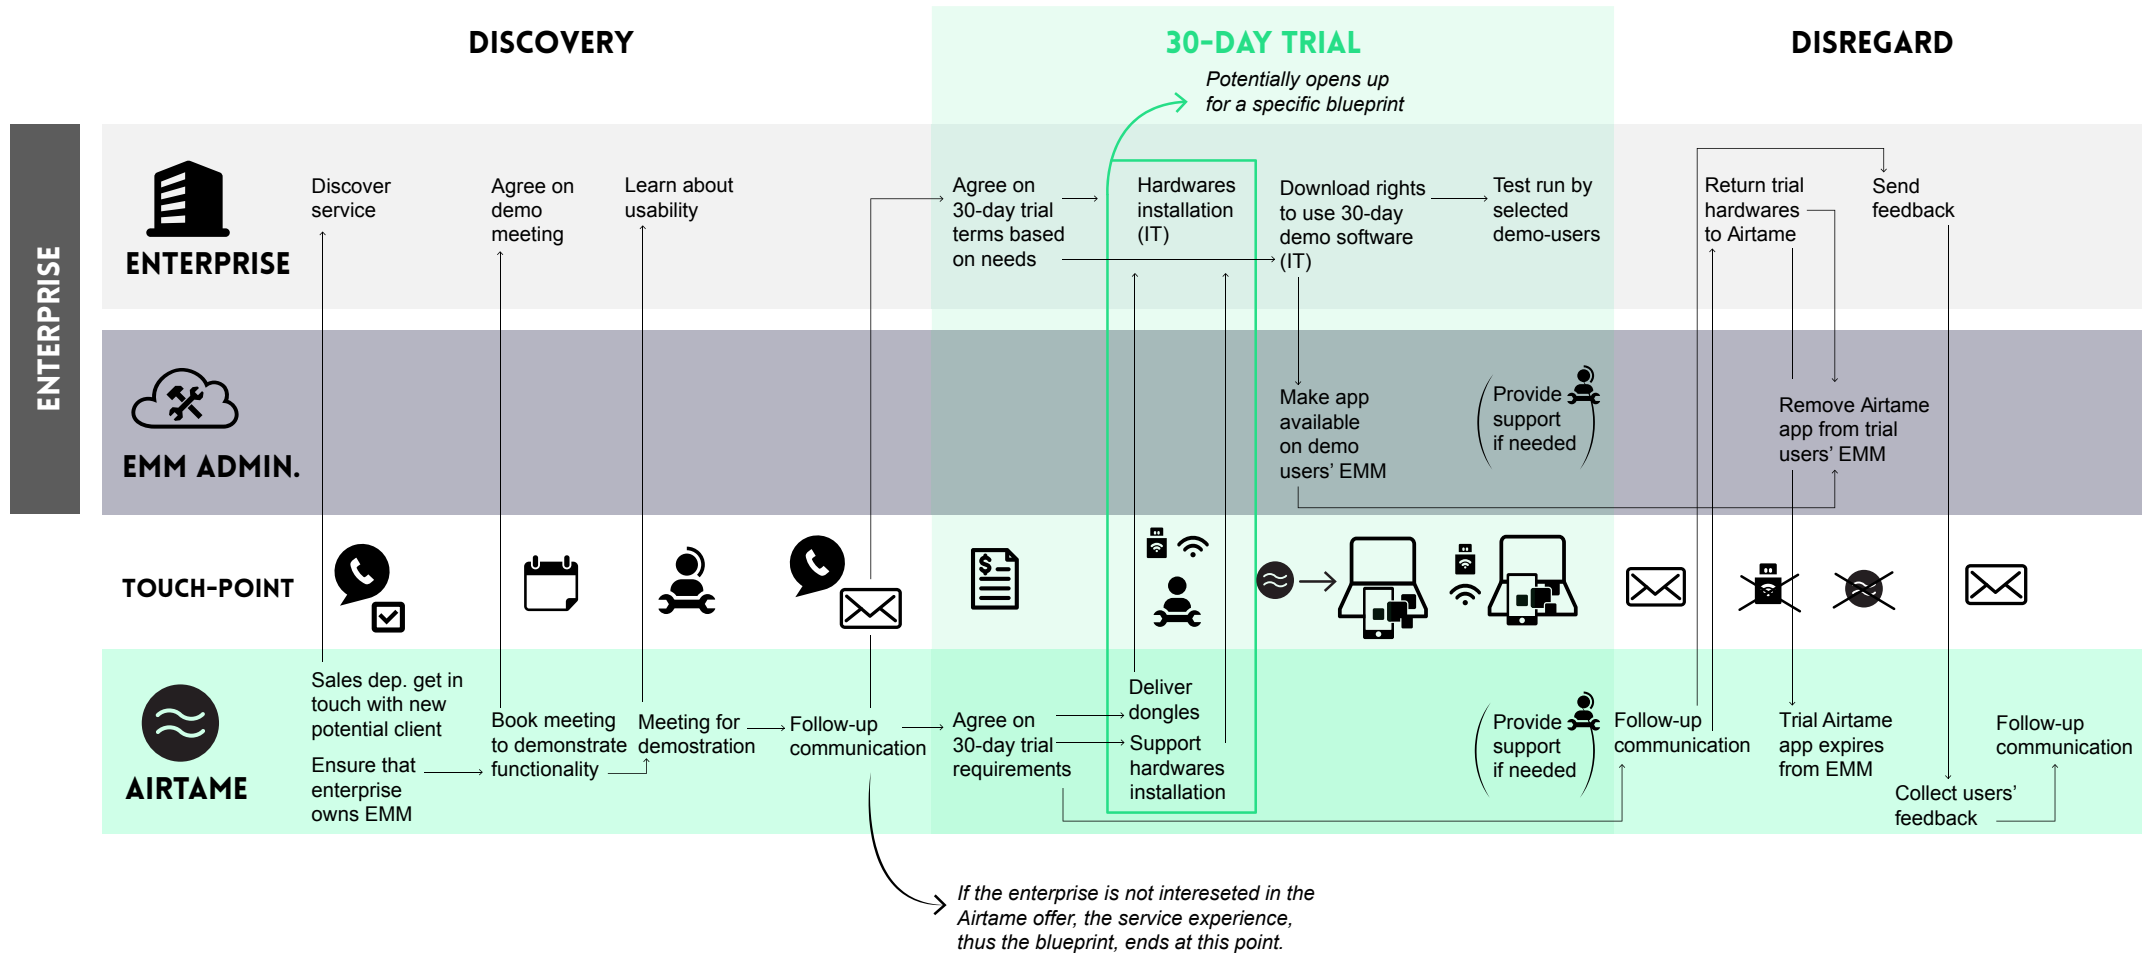 DISCOVERY
30-DAY TRIAL
DISREGARD
Potentially opens up
for a specific blueprint
ENTERPRISE
ENTERPRISE
Discover
service
Agree on
demo
meeting
Learn about
usability
Agree on
30-day trial
terms based
on needs
Hardwares
installation
(IT)
Download rights
to use 30-day
demo software
(IT)
Test run by
selected
demo-users
Return trial
hardwares
to Airtame
Send
feedback
EMM ADMIN.
Make app
available
on demo
users’ EMM
Provide
support
if needed
Remove Airtame
app from trial
users’ EMM
TOUCH-POINT
$
AIRTAME
Sales dep. get in
touch with new
potential client
Ensure that
enterprise
owns EMM
Book meeting
to demonstrate
functionality
Meeting for
demostration
Follow-up
communication
Agree on
30-day trial
requirements
Deliver
dongles
Support
hardwares
installation
Provide
support
if needed
Follow-up
communication
Trial Airtame
app expires
from EMM
Collect users’
feedback
Follow-up
communication
If the enterprise is not intereseted in the
Airtame offer, the service experience,
thus the blueprint, ends at this point.